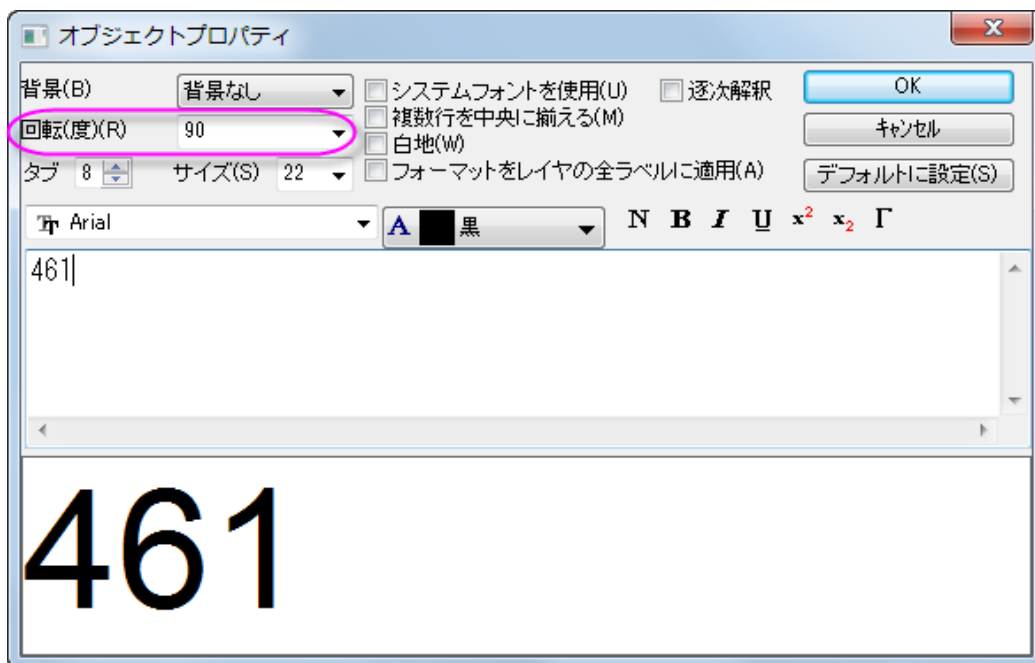 オブジェクトプロパティ
背景(B) 背景なし システムフォントを使用(U) 逐次解釈 OK
回転(度)(R) 90 複数行を中央に揃える(M) キャンセル
白地(W)
タブ 8 サイズ(S) 22 フォーマットをレイヤの全ラベルに適用(A) デフォルトに設定(S)
Arial A 黒 N B I U x² x₂ Γ
461
461